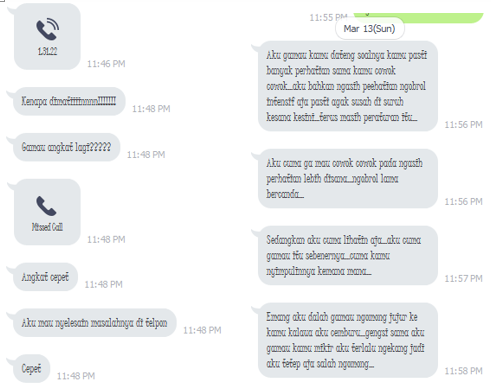 1.31.22
11:46 PM
Kenapa dimatiiinnnn!!!!!!!
11:48 PM
Gamau angkat lagi?????
11:48 PM
Missed Call
11:48 PM
Angkat cepet
11:48 PM
Aku mau nyelesain masalahnya di telpon
11:48 PM
Cepet
11:48 PM
11:55 PM
Mar 13(Sun)
Aku gamau kamu dateng soalnya kamu pasti
banyak perhatian sama kamu cowok
cowok...aku bahkan ngasih peehatian ngobrol
intensif aja pasti agak susah di suruh
kesana kesini...terus masih peraturan itu...
11:56 PM
Aku cuma ga mau cowok cowok pada ngasih
perhatian lebih disana...ngobrol lama
bercanda...
11:56 PM
Sedangkan aku cuma lihatin aja...aku cuma
gamau itu sebenernya...cuma kamu
nyimpulinnya kemana mana...
11:57 PM
Emang aku dalah gamau ngomong jujur ke
kamu kalaua aku cemburu...gengsi sama aku
gamau kamu mikir aku terlalu ngekang jadi
aku tetep aja salah ngomong...
11:58 PM